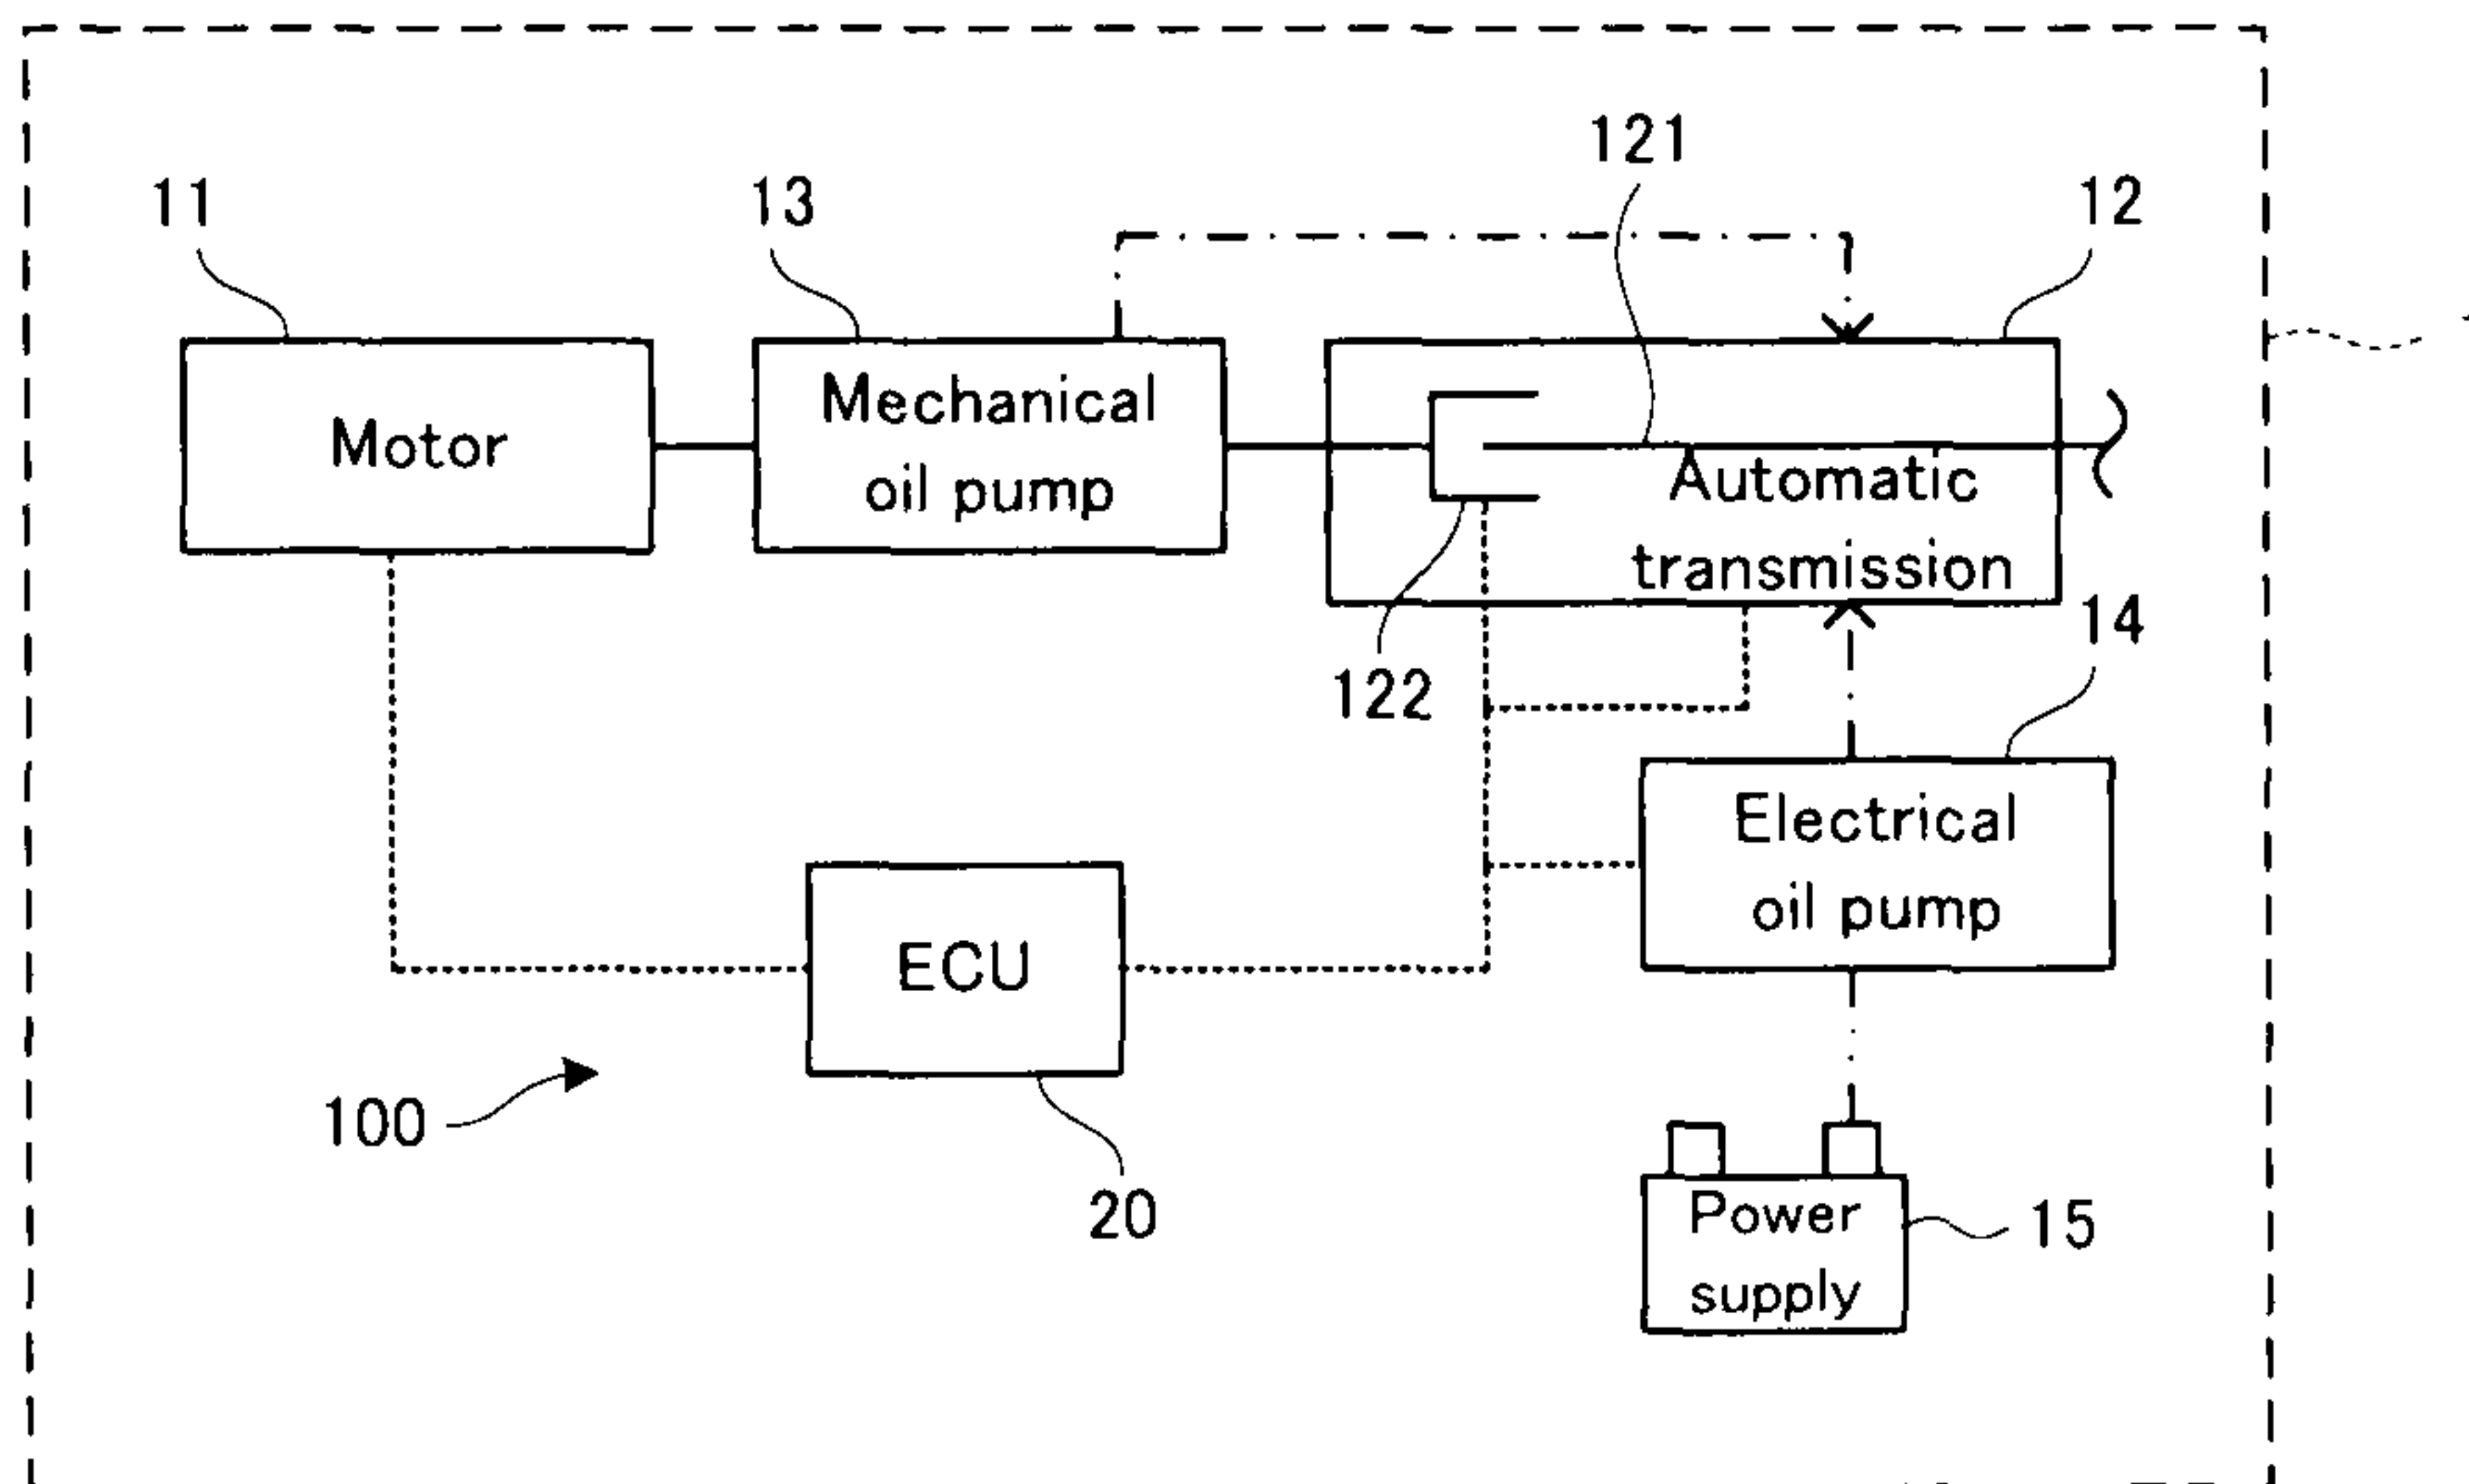 121
11
13
12
Motor
Mechanical
oil pump
Automatic
transmission
122
14
Electrical
oil pump
ECU
100
20
Power
supply
15